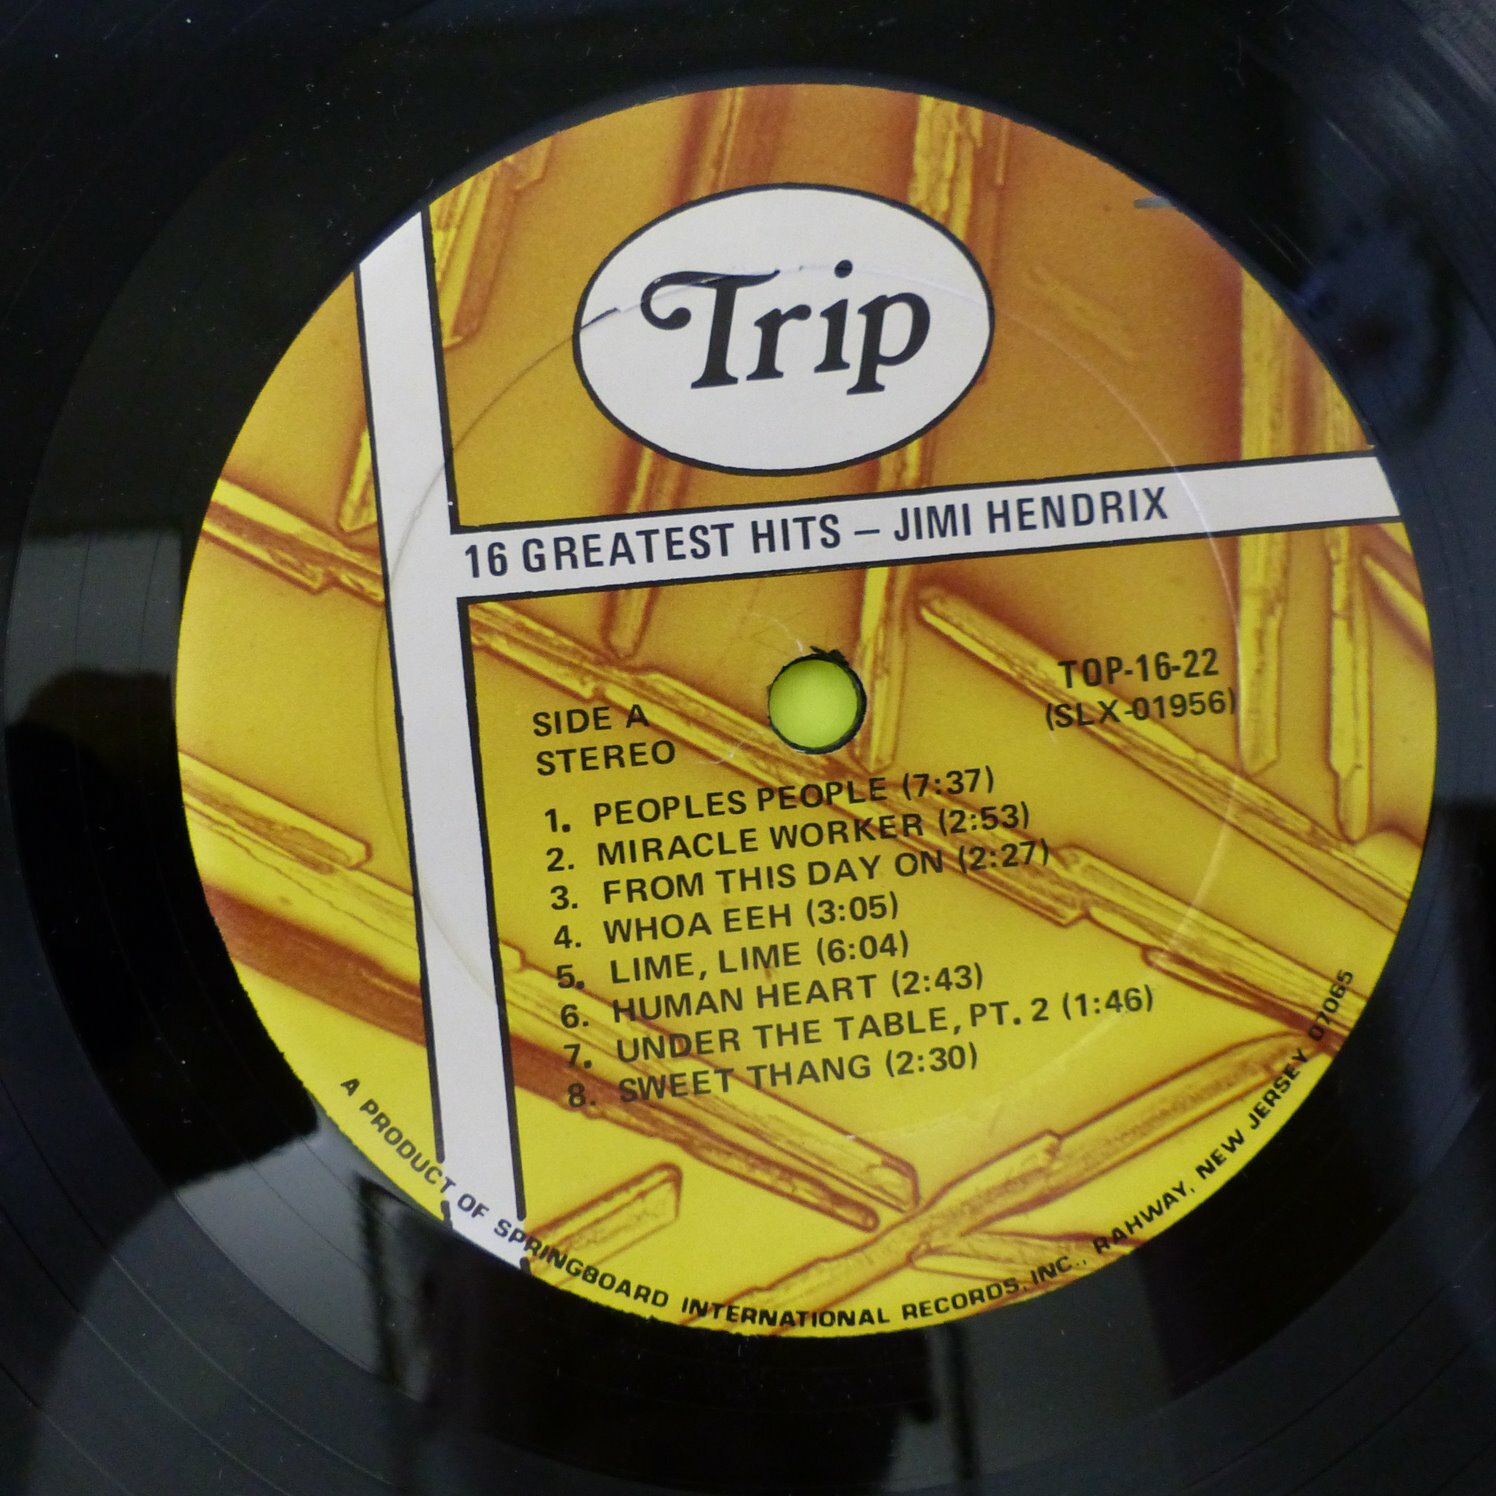 Trip
16 GREATEST HITS – JIMI HENDRIX
TOP-16-22
(SLX-01956)
SIDE A
STEREO
1. PEOPLES PEOPLE (7:37)
2. MIRACLE WORKER (2:53)
3. FROM THIS DAY ON (2:27)
4. WHOA EEH (3:05)
5. LIME, LIME (6:04)
6. HUMAN HEART (2:43)
7. UNDER THE TABLE, PT. 2 (1:46)
8. SWEET THANG (2:30)
A PRODUCT OF SPRINGBOARD INTERNATIONAL RECORDS, INC., RAHWAY, NEW JERSEY 07065